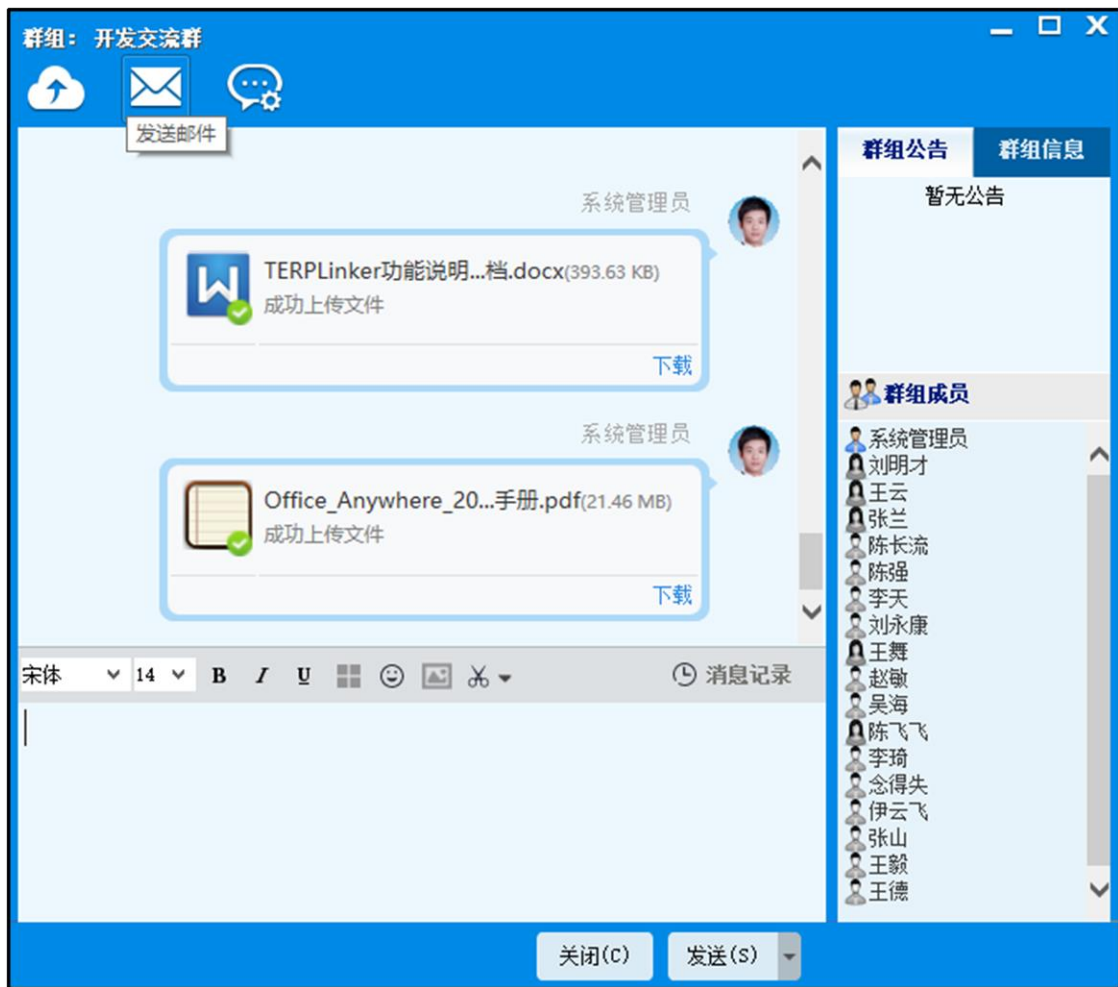 群组： 开发交流群
发送邮件
系统管理员
TERPLinker功能说明...档.docx(393.63 KB)
成功上传文件
下载
系统管理员
Office_Anywhere_20...手册.pdf(21.46 MB)
成功上传文件
下载
宋体 14 B I U 消息记录
关闭(C) 发送(S)
群组公告 群组信息
暂无公告
群组成员
系统管理员
刘明才
王云
张兰
陈长流
陈强
李天
刘永康
王舞
赵敏
吴海
陈飞飞
李琦
念得失
伊云飞
张山
王毅
王德